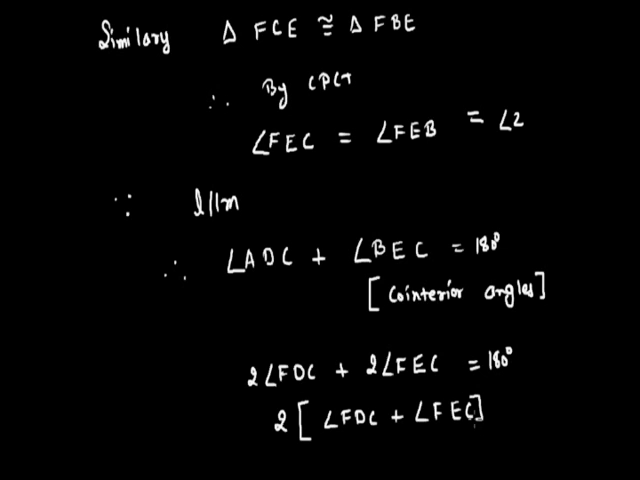 Similary Δ FCE ≅ Δ FBE
∴ By CPCT
∠FEC = ∠FEB = ∠2
∵ l//m
∴ ∠ADC + ∠BEC = 180°
[Cointerior angles]
2∠FDC + 2∠FEC = 180°
2[∠FDC + ∠FEC]